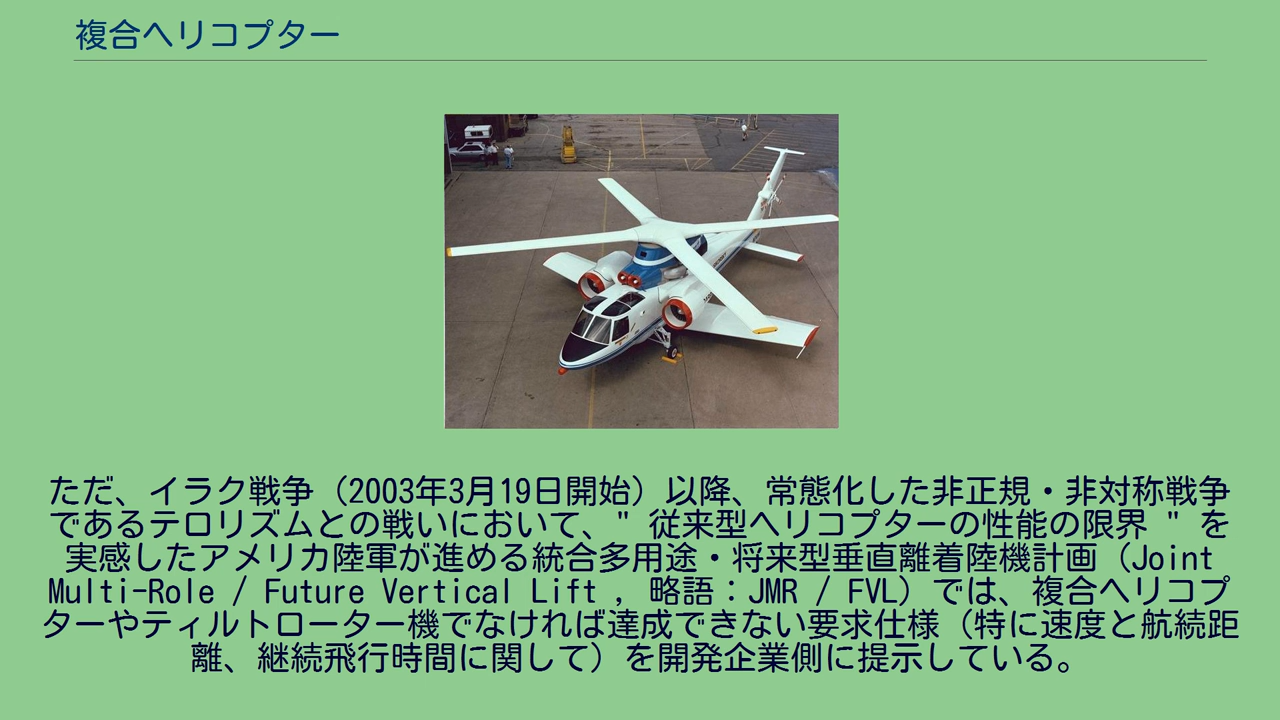 複合ヘリコプター
ただ、イラク戦争（2003年3月19日開始）以降、常態化した非正規・非対称戦争
であるテロリズムとの戦いにおいて、" 従来型ヘリコプターの性能の限界 " を
実感したアメリカ陸軍が進める統合多用途・将来型垂直離着陸機計画（Joint
Multi-Role / Future Vertical Lift , 略語：JMR / FVL）では、複合ヘリコプ
ターやティルトローター機でなければ達成できない要求仕様（特に速度と航続距
離、継続飛行時間に関して）を開発企業側に提示している。